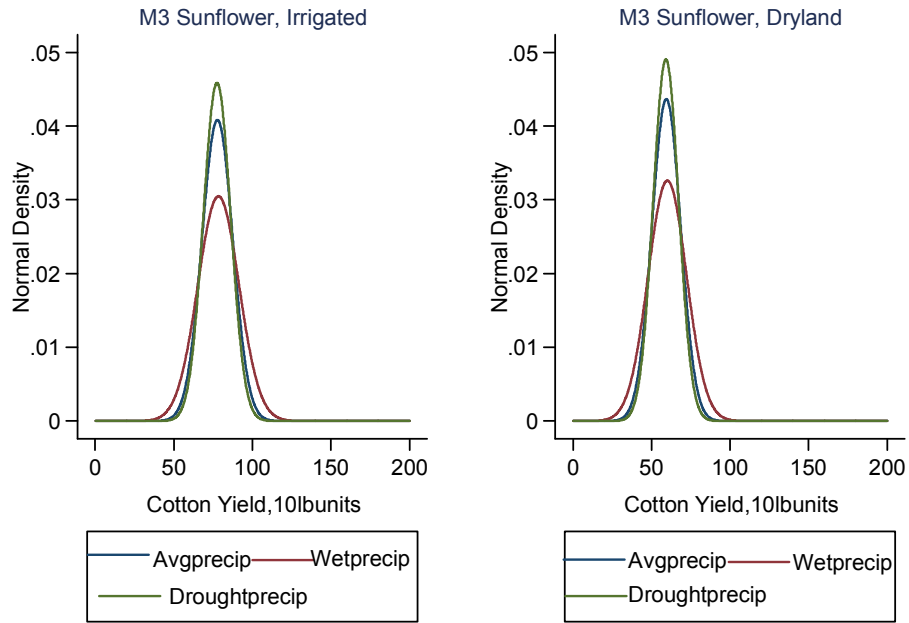 M3 Sunflower, Irrigated
.05
.04
.03
.02
.01
0
Normal Density
0 50 100 150 200
Cotton Yield,10lbunits
Avgprecip Wetprecip
Droughtprecip
M3 Sunflower, Dryland
.05
.04
.03
.02
.01
0
Normal Density
0 50 100 150 200
Cotton Yield,10lbunits
Avgprecip Wetprecip
Droughtprecip